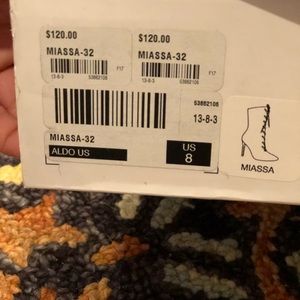 $120.00
MIASSA-32
F17
13-8-3 53862108
$120.00
MIASSA-32
F17
13-8-3 53862108
53862108
13-8-3
MIASSA-32
ALDO US
US
8
MIASSA